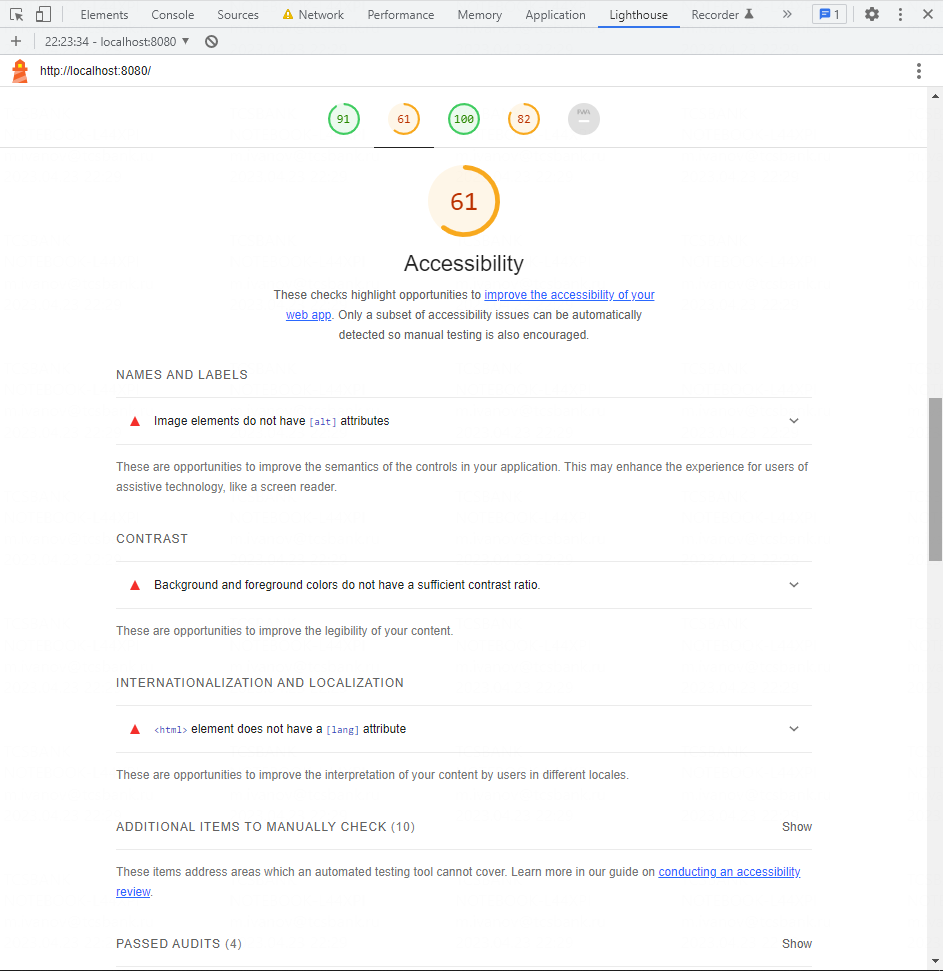 Elements Console Sources Network Performance Memory Application Lighthouse Recorder 1
22:23:34 - localhost:8080
http://localhost:8080/
91 61 100 82 PWA
61
Accessibility
These checks highlight opportunities to improve the accessibility of your
web app. Only a subset of accessibility issues can be automatically
detected so manual testing is also encouraged.
NAMES AND LABELS
Image elements do not have [alt] attributes
These are opportunities to improve the semantics of the controls in your application. This may enhance the experience for users of
assistive technology, like a screen reader.
CONTRAST
Background and foreground colors do not have a sufficient contrast ratio.
These are opportunities to improve the legibility of your content.
INTERNATIONALIZATION AND LOCALIZATION
<html> element does not have a [lang] attribute
These are opportunities to improve the interpretation of your content by users in different locales.
ADDITIONAL ITEMS TO MANUALLY CHECK (10) Show
These items address areas which an automated testing tool cannot cover. Learn more in our guide on conducting an accessibility
review.
PASSED AUDITS (4) Show